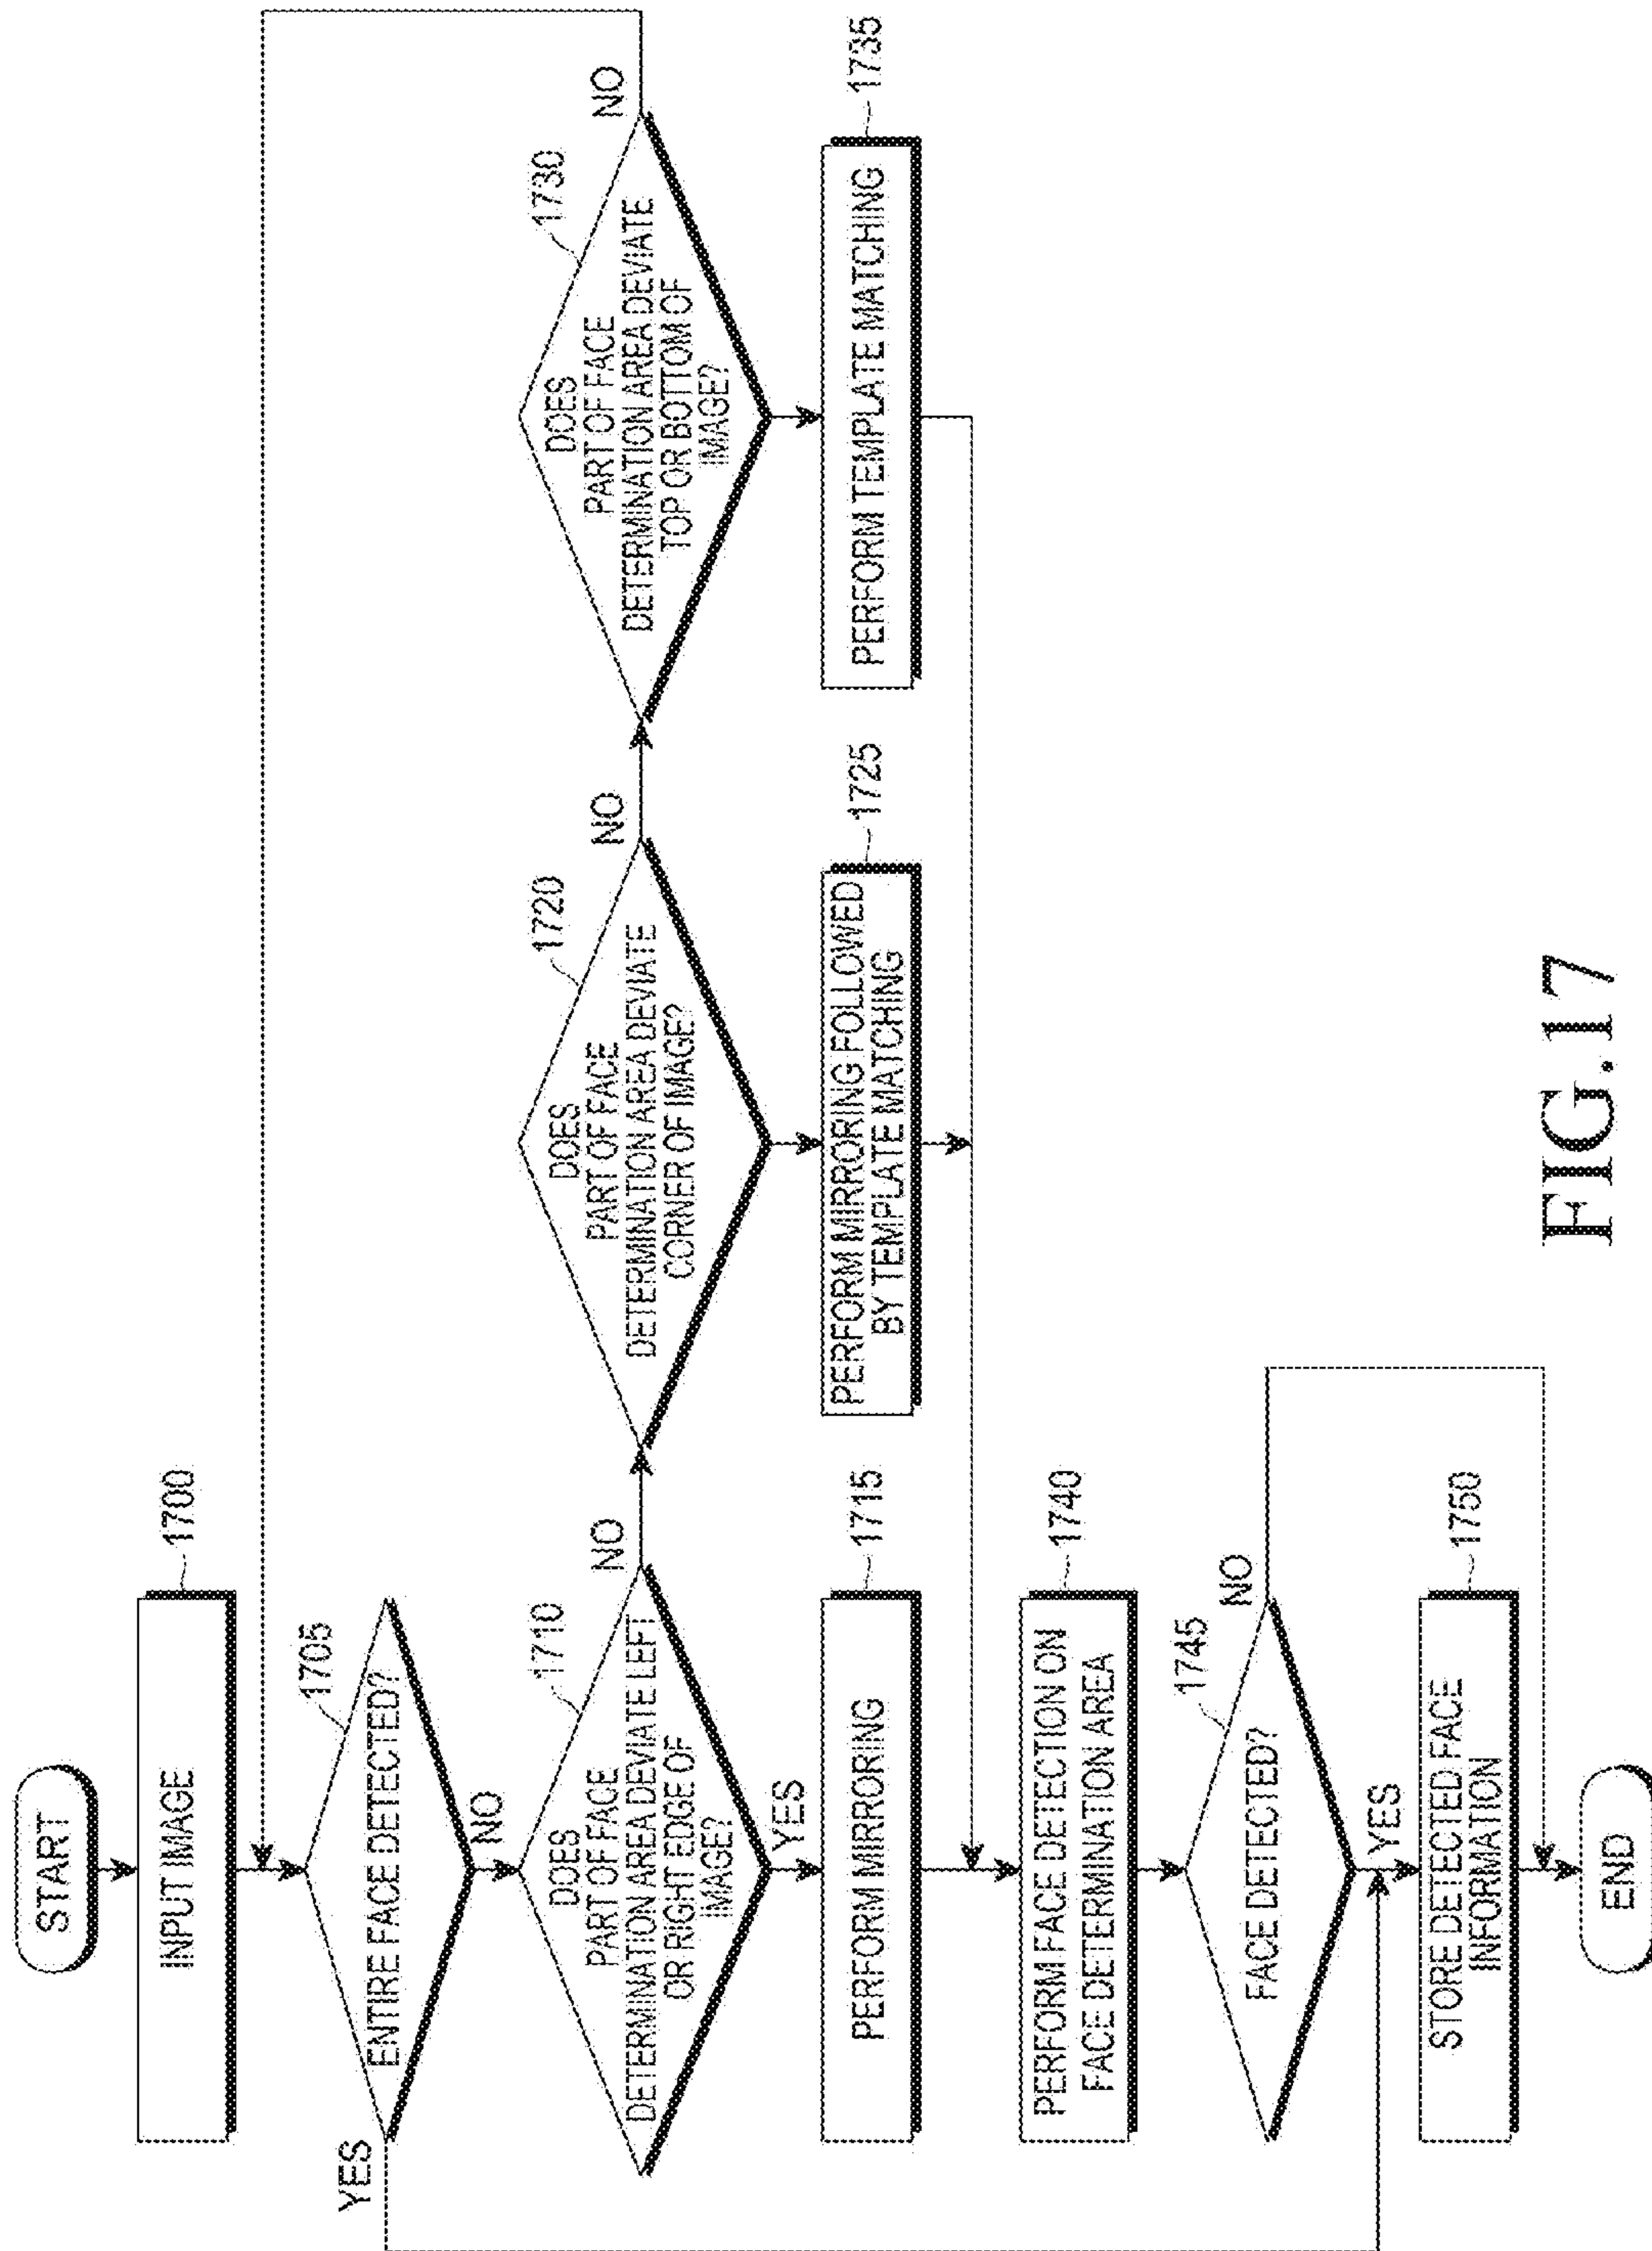 START
INPUT IMAGE
1700
ENTIRE FACE DETECTED?
1705
YES
NO
DOES
PART OF FACE
DETERMINATION AREA DEVIATE LEFT
OR RIGHT EDGE OF
IMAGE?
1710
NO
YES
DOES
PART OF FACE
DETERMINATION AREA DEVIATE
CORNER OF IMAGE?
1720
NO
DOES
PART OF FACE
DETERMINATION AREA DEVIATE
TOP OR BOTTOM OF
IMAGE?
1730
NO
PERFORM MIRRORING
1715
PERFORM MIRRORING FOLLOWED
BY TEMPLATE MATCHING
1725
PERFORM TEMPLATE MATCHING
1735
PERFORM FACE DETECTION ON
FACE DETERMINATION AREA
1740
FACE DETECTED?
1745
NO
YES
STORE DETECTED FACE
INFORMATION
1750
END
FIG.17